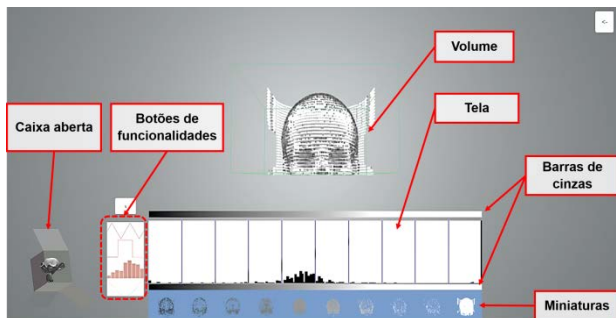 <-
Volume
Caixa aberta
Botões de
funcionalidades
Tela
Barras de
cinzas
Miniaturas